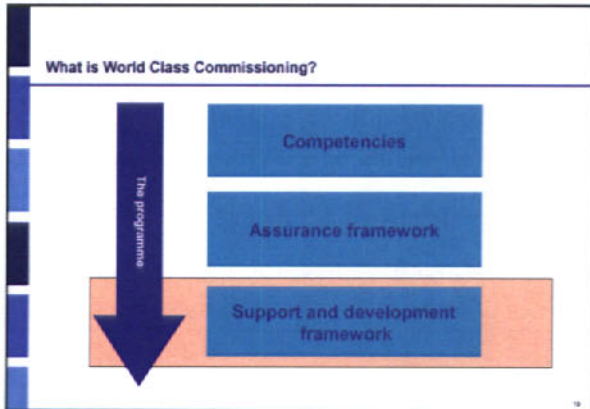 What is World Class Commissioning?
The programme
Competencies
Assurance framework
Support and development
framework